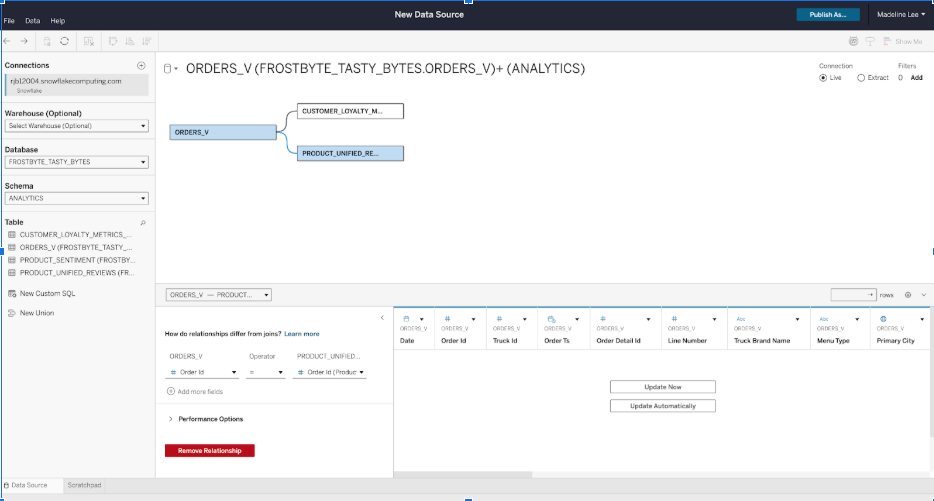 New Data Source
File Data Help
Publish As...
Madeline Lee
Show Me
Connections
rjb12004.snowflakecomputing.com
Snowflake
Warehouse (Optional)
Select Warehouse (Optional)
Database
FROSTBYTE_TASTY_BYTES
Schema
ANALYTICS
Table
CUSTOMER_LOYALTY_METRICS_...
ORDERS_V (FROSTBYTE_TASTY_...
PRODUCT_SENTIMENT (FROSTBY...
PRODUCT_UNIFIED_REVIEWS (FR...
New Custom SQL
New Union
ORDERS_V (FROSTBYTE_TASTY_BYTES.ORDERS_V)+ (ANALYTICS)
Connection
Live Extract
Filters
0 Add
ORDERS_V
CUSTOMER_LOYALTY_M...
PRODUCT_UNIFIED_RE...
ORDERS_V — PRODUCT...
rows
How do relationships differ from joins? Learn more
ORDERS_V Operator PRODUCT_UNIFIED...
# Order Id = # Order Id (Produc
Add more fields
Performance Options
Remove Relationship
# # # # Abc Abc
ORDERS_V ORDERS_V ORDERS_V ORDERS_V ORDERS_V ORDERS_V ORDERS_V ORDERS_V ORDERS_V
Date Order Id Truck Id Order Ts Order Detail Id Line Number Truck Brand Name Menu Type Primary City
Update Now
Update Automatically
Data Source Scratchpad